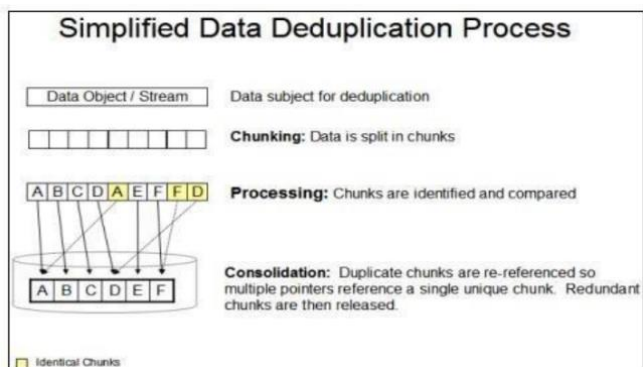 Simplified Data Deduplication Process
Data Object / Stream
Data subject for deduplication
Chunking: Data is split in chunks
A B C D A E F F D
Processing: Chunks are identified and compared
Consolidation: Duplicate chunks are re-referenced so
multiple pointers reference a single unique chunk. Redundant
chunks are then released.
A B C D E F
Identical Chunks